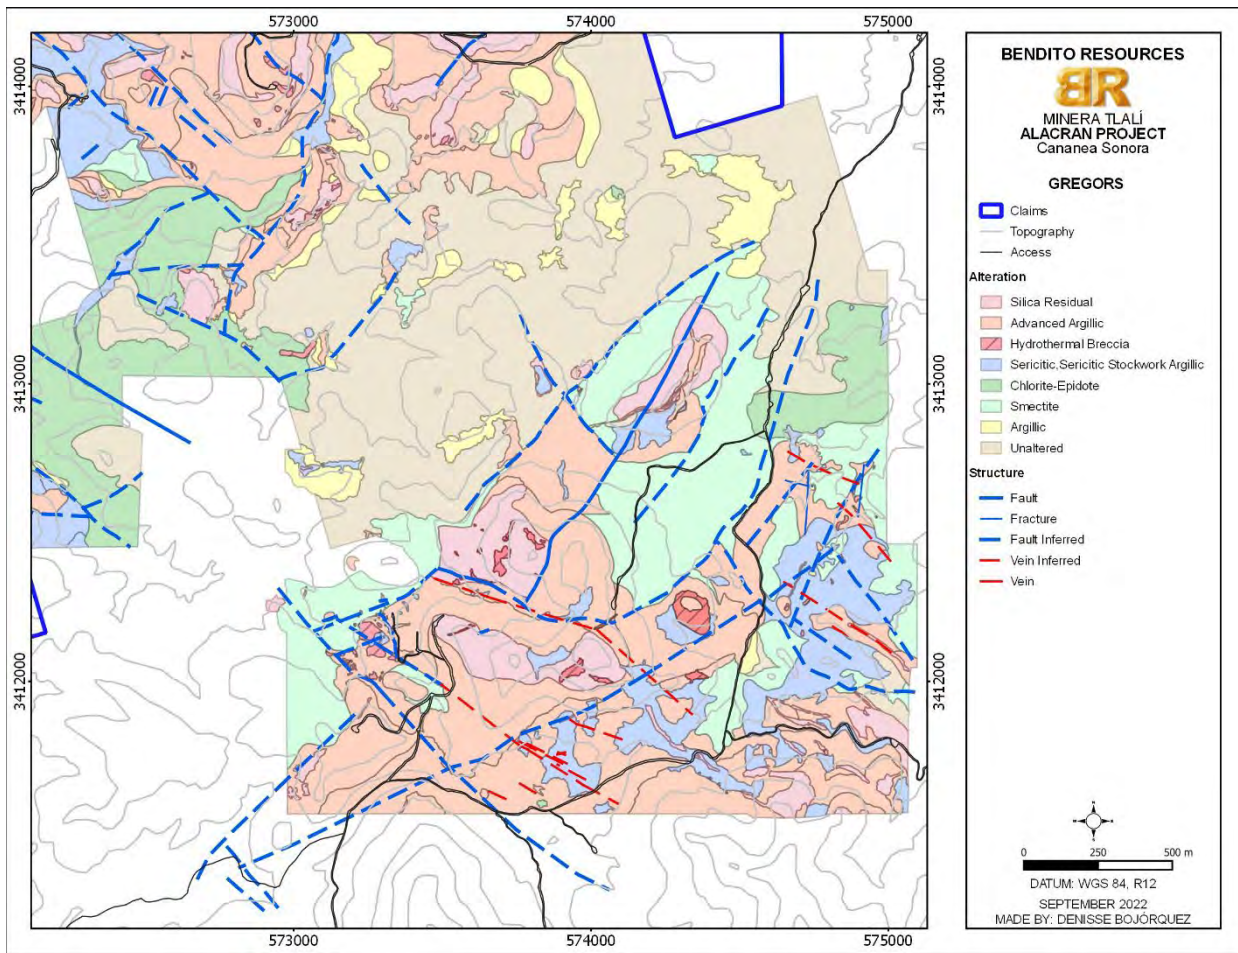 573000 574000 575000
3414000 3414000
3413000 3413000
3412000 3412000
573000 574000 575000
BENDITO RESOURCES
BR
MINERA TLALÍ
ALACRAN PROJECT
Cananea Sonora
GREGORS
Claims
Topography
Access
Alteration
Silica Residual
Advanced Argillic
Hydrothermal Breccia
Sericitic,Sericitic Stockwork Argillic
Chlorite-Epidote
Smectite
Argillic
Unaltered
Structure
Fault
Fracture
Fault Inferred
Vein Inferred
Vein
0 250 500 m
DATUM: WGS 84, R12
SEPTEMBER 2022
MADE BY: DENISSE BOJÓRQUEZ